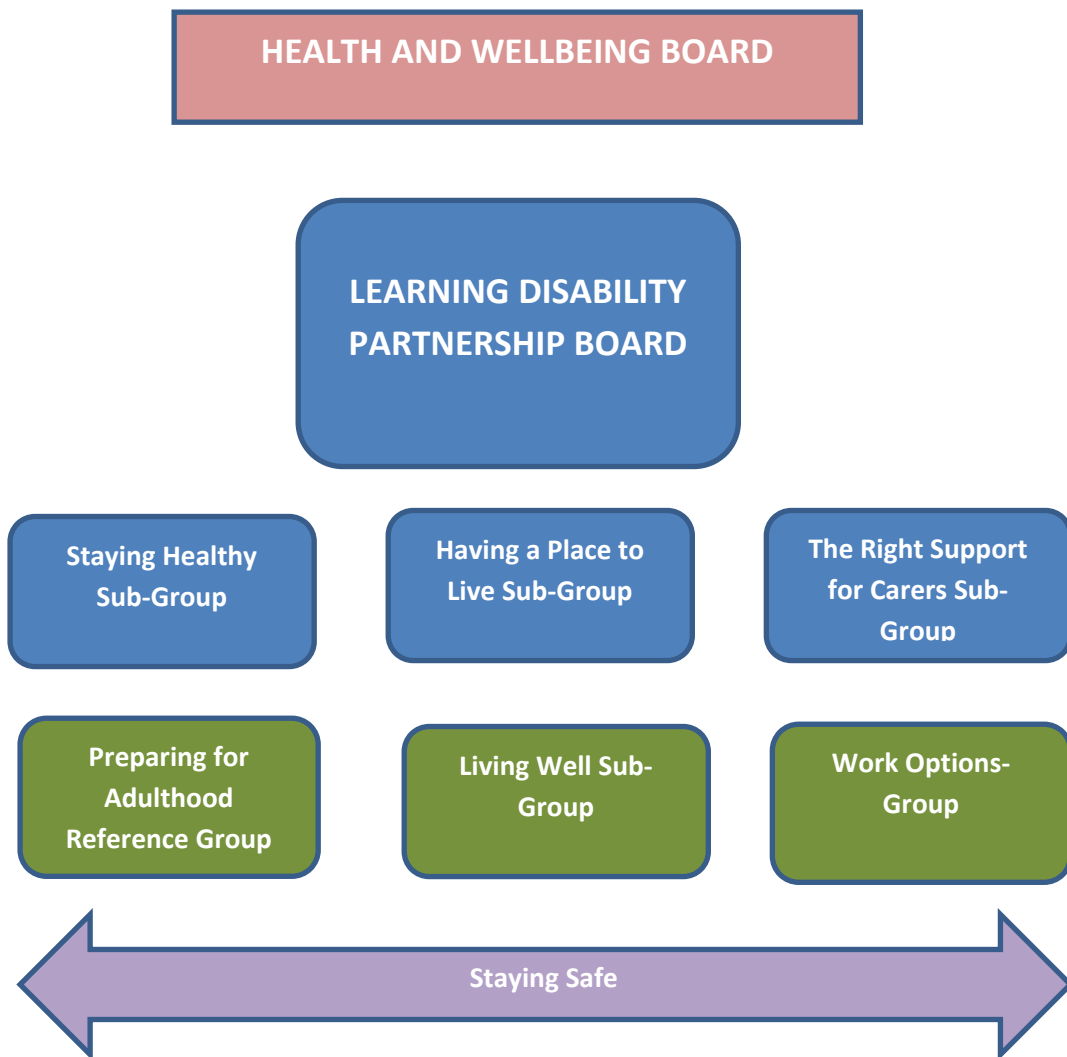 HEALTH AND WELLBEING BOARD
LEARNING DISABILITY
PARTNERSHIP BOARD
Staying Healthy
Sub-Group
Having a Place to
Live Sub-Group
The Right Support
for Carers Sub-
Group
Preparing for
Adulthood
Reference Group
Living Well Sub-
Group
Work Options-
Group
Staying Safe